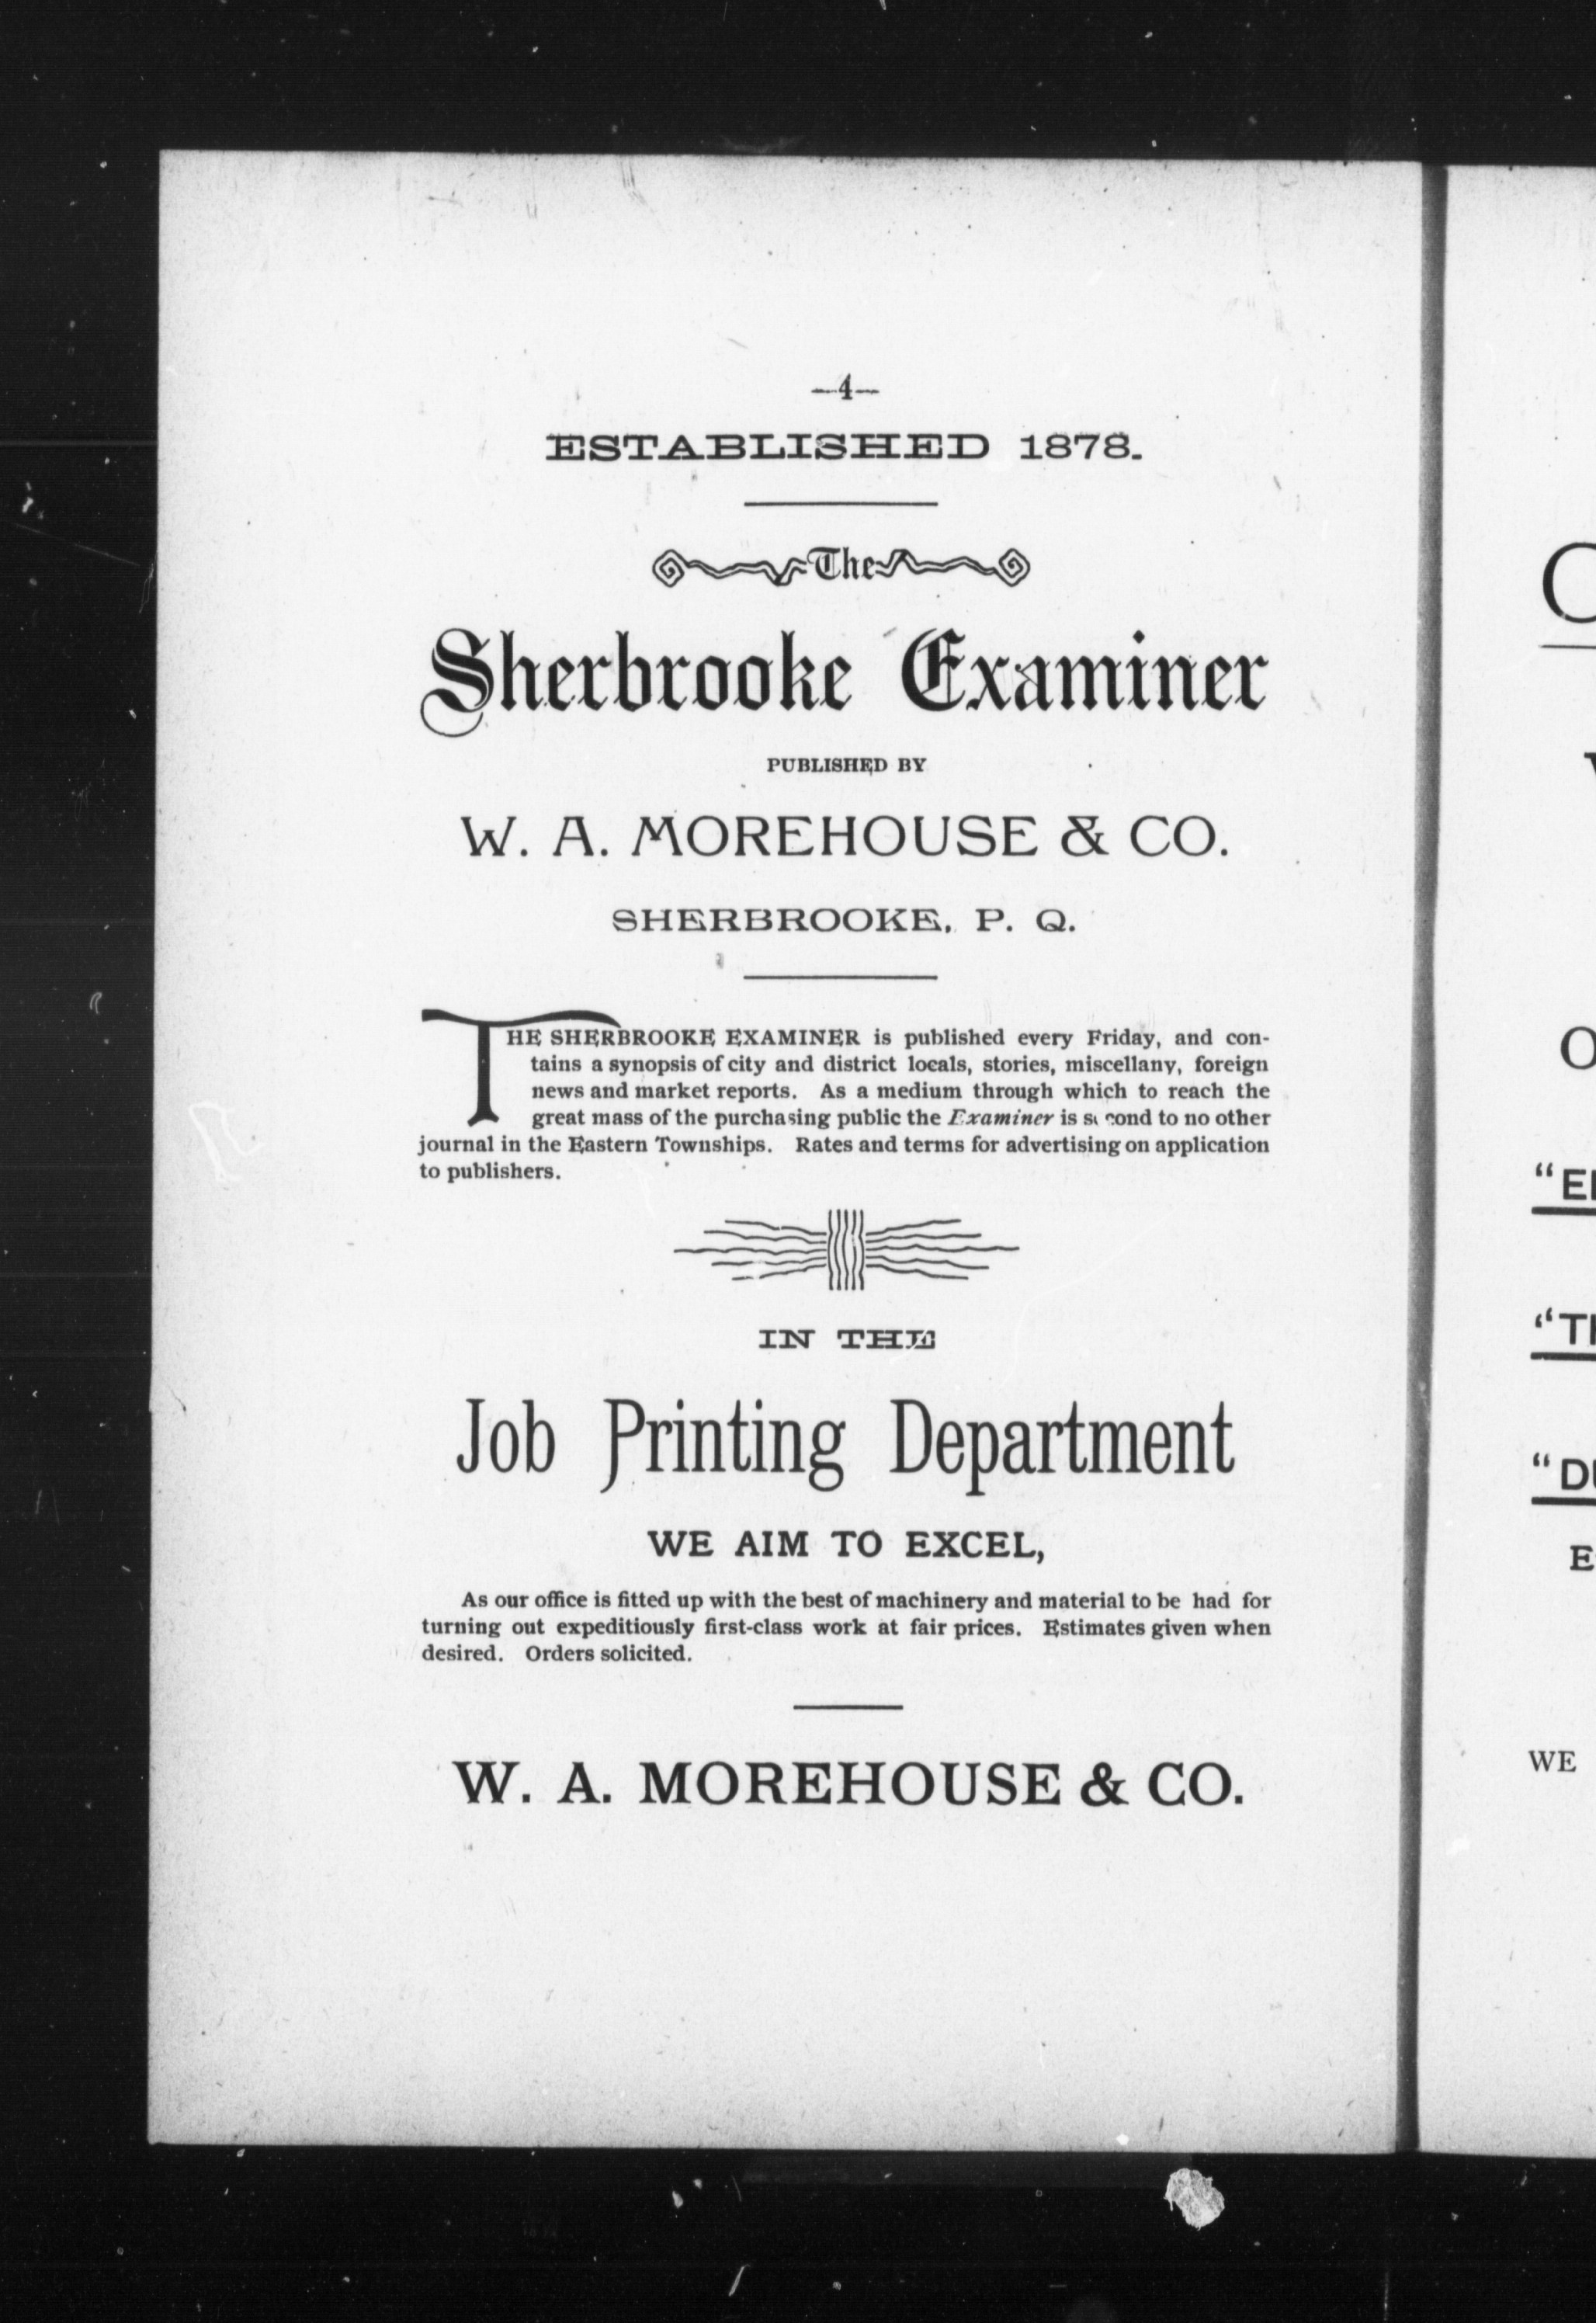 —4—
ESTABLISHED 1878.
The
Sherbrooke Examiner
PUBLISHED BY
W. A. MOREHOUSE & CO.
SHERBROOKE, P. Q.
THE SHERBROOKE EXAMINER is published every Friday, and con-
tains a synopsis of city and district locals, stories, miscellany, foreign
news and market reports. As a medium through which to reach the
great mass of the purchasing public the Examiner is second to no other
journal in the Eastern Townships. Rates and terms for advertising on application
to publishers.
IN THE
Job Printing Department
WE AIM TO EXCEL,
As our office is fitted up with the best of machinery and material to be had for
turning out expeditiously first-class work at fair prices. Estimates given when
desired. Orders solicited.
W. A. MOREHOUSE & CO.
WE